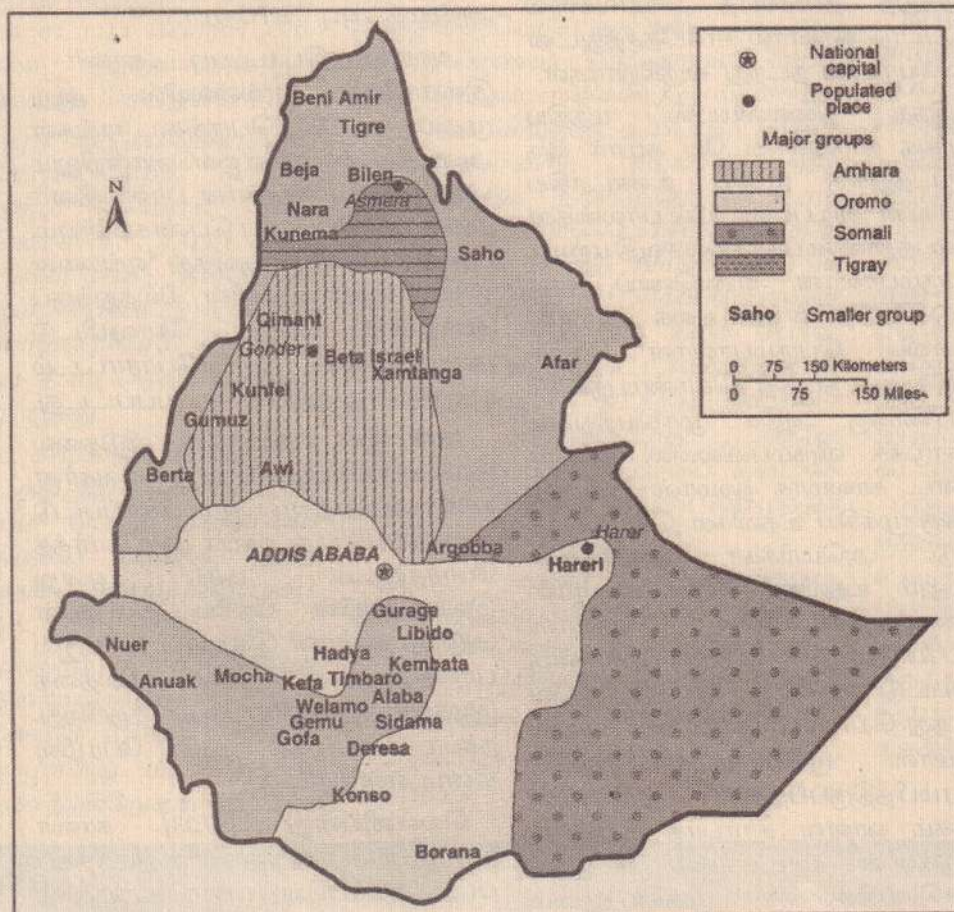 National
capital
Populated
place
Major groups
Amhara
Oromo
Somali
Tigray
Saho Smaller group
0 75 150 Kilometers
0 75 150 Miles
N
Beni Amir
Tigre
Beja
Bilen
Asmara
Nara
Kunema
Saho
Qimant
Gonder
Beta Israel
Xamtanga
Afar
Kunfel
Gumuz
Berta
Awi
Argobba
Harer
Hareri
ADDIS ABABA
Gurage
Libido
Nuer
Hadya
Kembata
Anuak
Mocha
Kefa
Timbaro
Welamo
Alaba
Gemu
Sidama
Gofa
Deresa
Konso
Borana